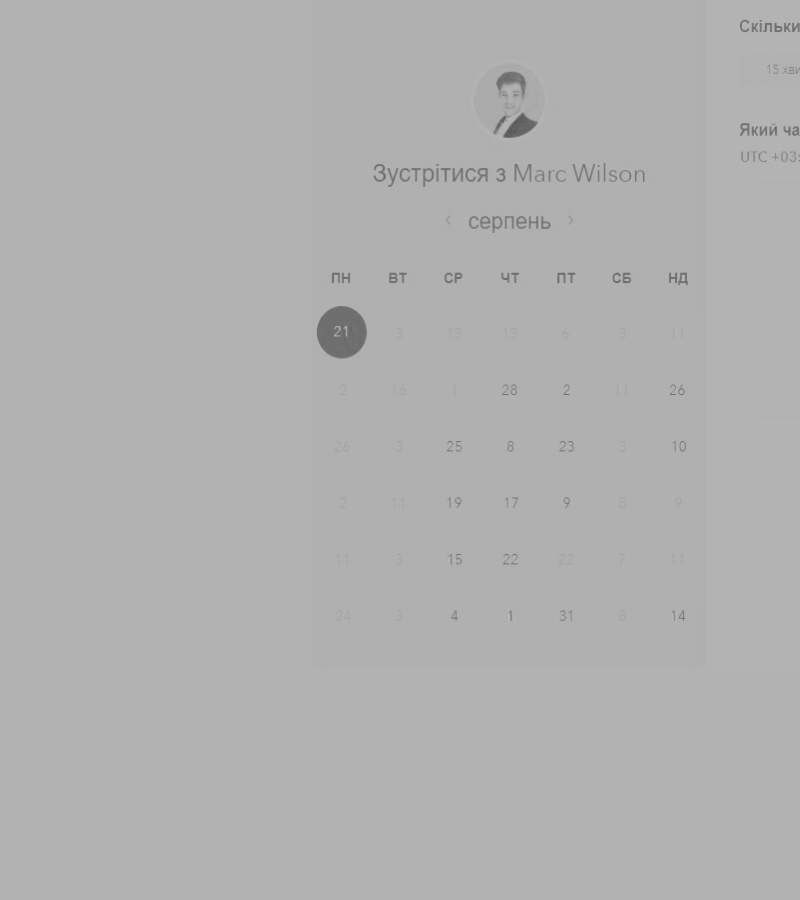 Скільки
15 хви
Який ча
UTC +03:
Зустрітися з Marc Wilson
серпень
ПН ВТ СР ЧТ ПТ СБ НД
21 3 13 13 6 3 11
2 16 1 28 2 11 26
26 3 25 8 23 3 10
2 11 19 17 9 8 9
11 3 15 22 22 7 11
24 3 4 1 31 8 14